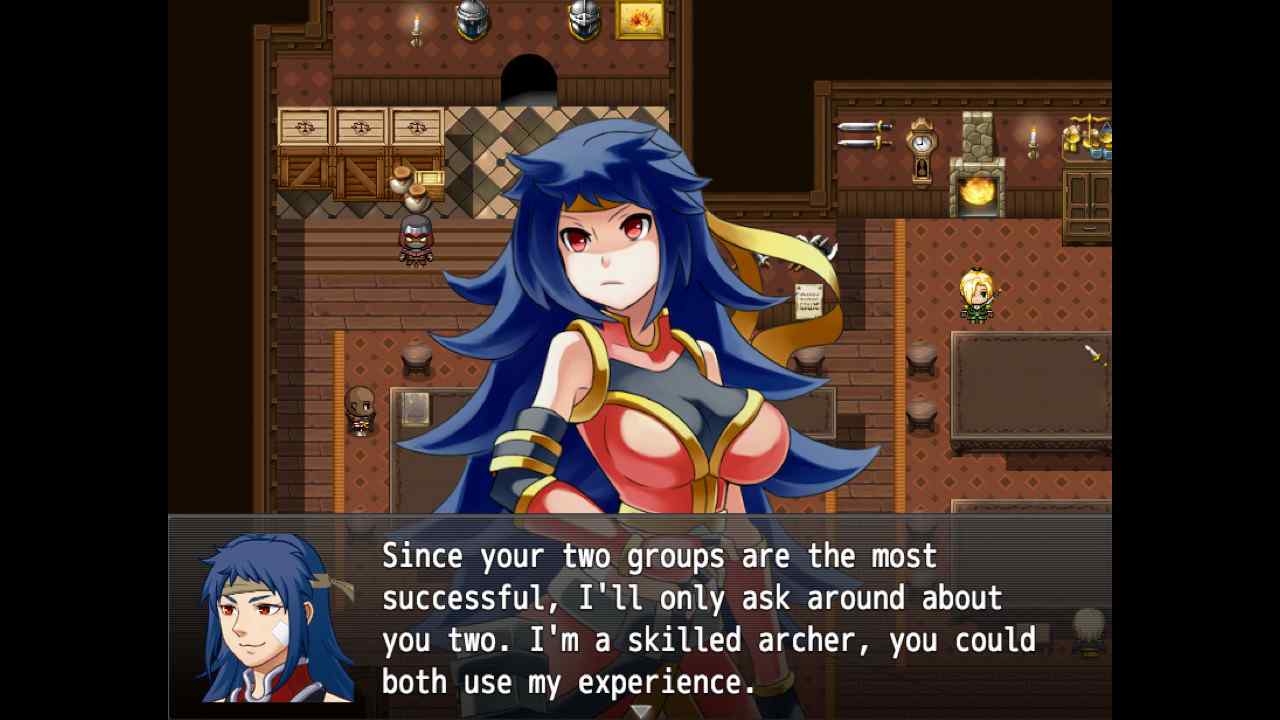 Since your two groups are the most
successful, I'll only ask around about
you two. I'm a skilled archer, you could
both use my experience.